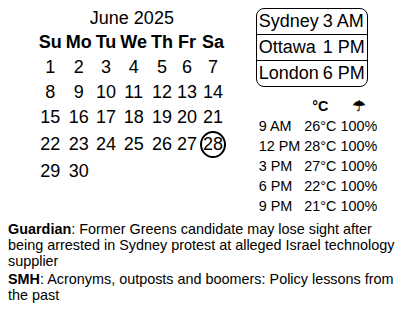 June 2025
Su Mo Tu We Th Fr Sa
1 2 3 4 5 6 7
8 9 10 11 12 13 14
15 16 17 18 19 20 21
22 23 24 25 26 27 28
29 30
Sydney 3 AM
Ottawa 1 PM
London 6 PM
°C ☂
9 AM 26°C 100%
12 PM 28°C 100%
3 PM 27°C 100%
6 PM 22°C 100%
9 PM 21°C 100%
Guardian: Former Greens candidate may lose sight after
being arrested in Sydney protest at alleged Israel technology
supplier
SMH: Acronyms, outposts and boomers: Policy lessons from
the past